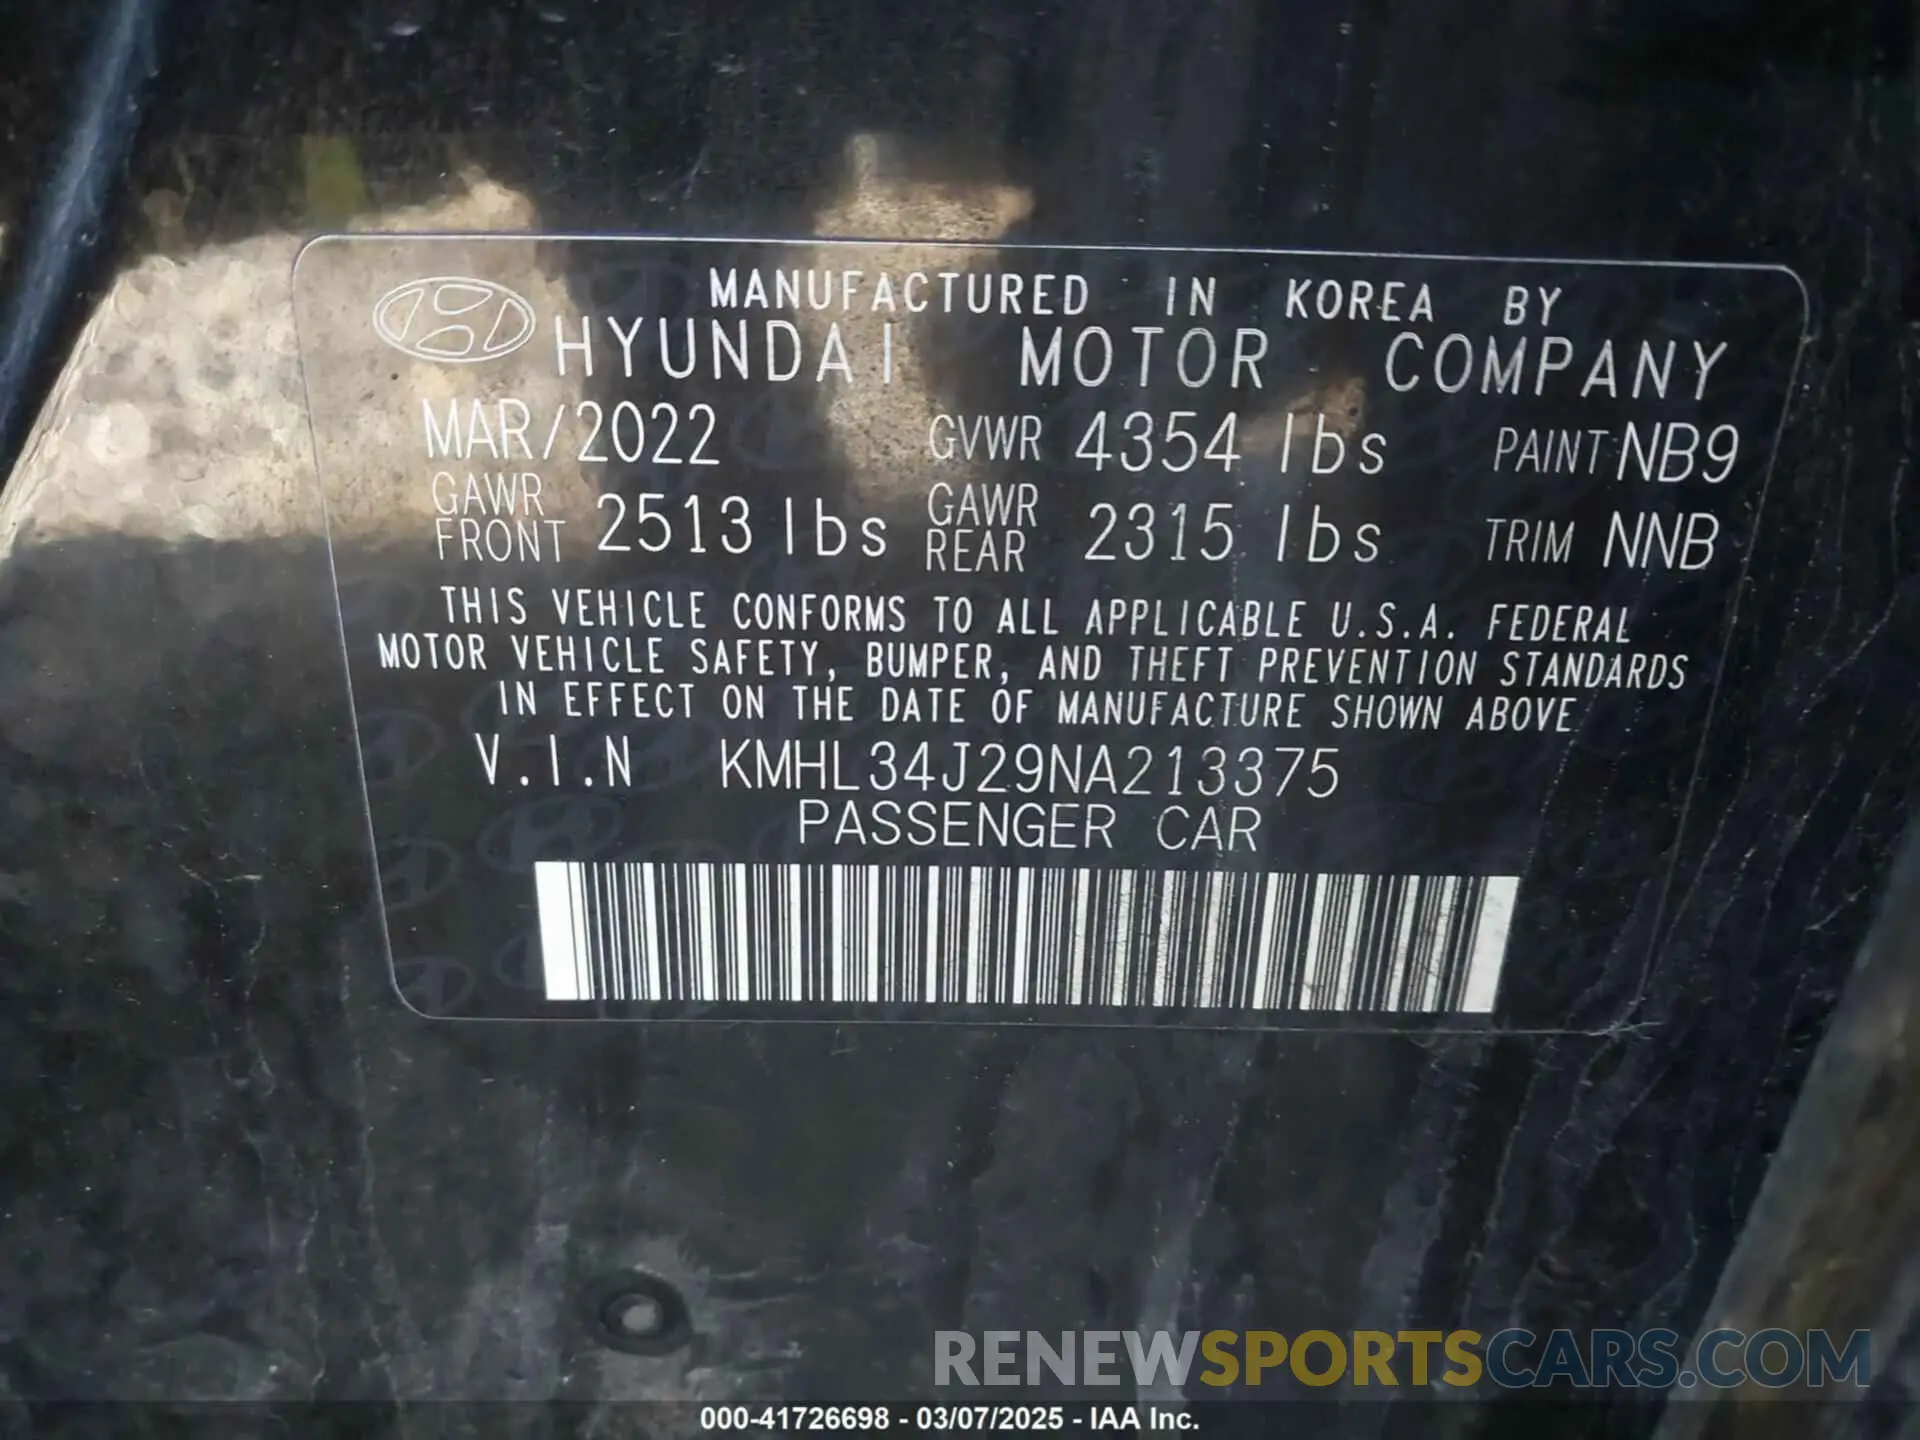 MANUFACTURED IN KOREA BY
HYUNDAI MOTOR COMPANY
MAR/2022 GVWR 4354 lbs PAINT NB9
GAWR FRONT 2513 lbs GAWR REAR 2315 lbs TRIM NNB
THIS VEHICLE CONFORMS TO ALL APPLICABLE U.S.A. FEDERAL
MOTOR VEHICLE SAFETY, BUMPER, AND THEFT PREVENTION STANDARDS
IN EFFECT ON THE DATE OF MANUFACTURE SHOWN ABOVE
V.I.N KMHL34J29NA213375
PASSENGER CAR
RENEWSPORTSCARS.COM
000-41726698 - 03/07/2025 - IAA Inc.